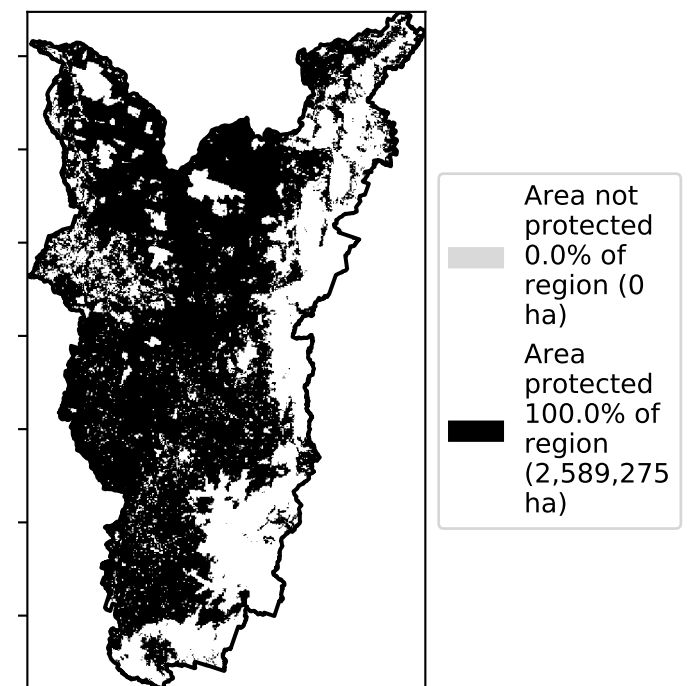 Area not
protected
0.0% of
region (0
ha)
Area
protected
100.0% of
region
(2,589,275
ha)